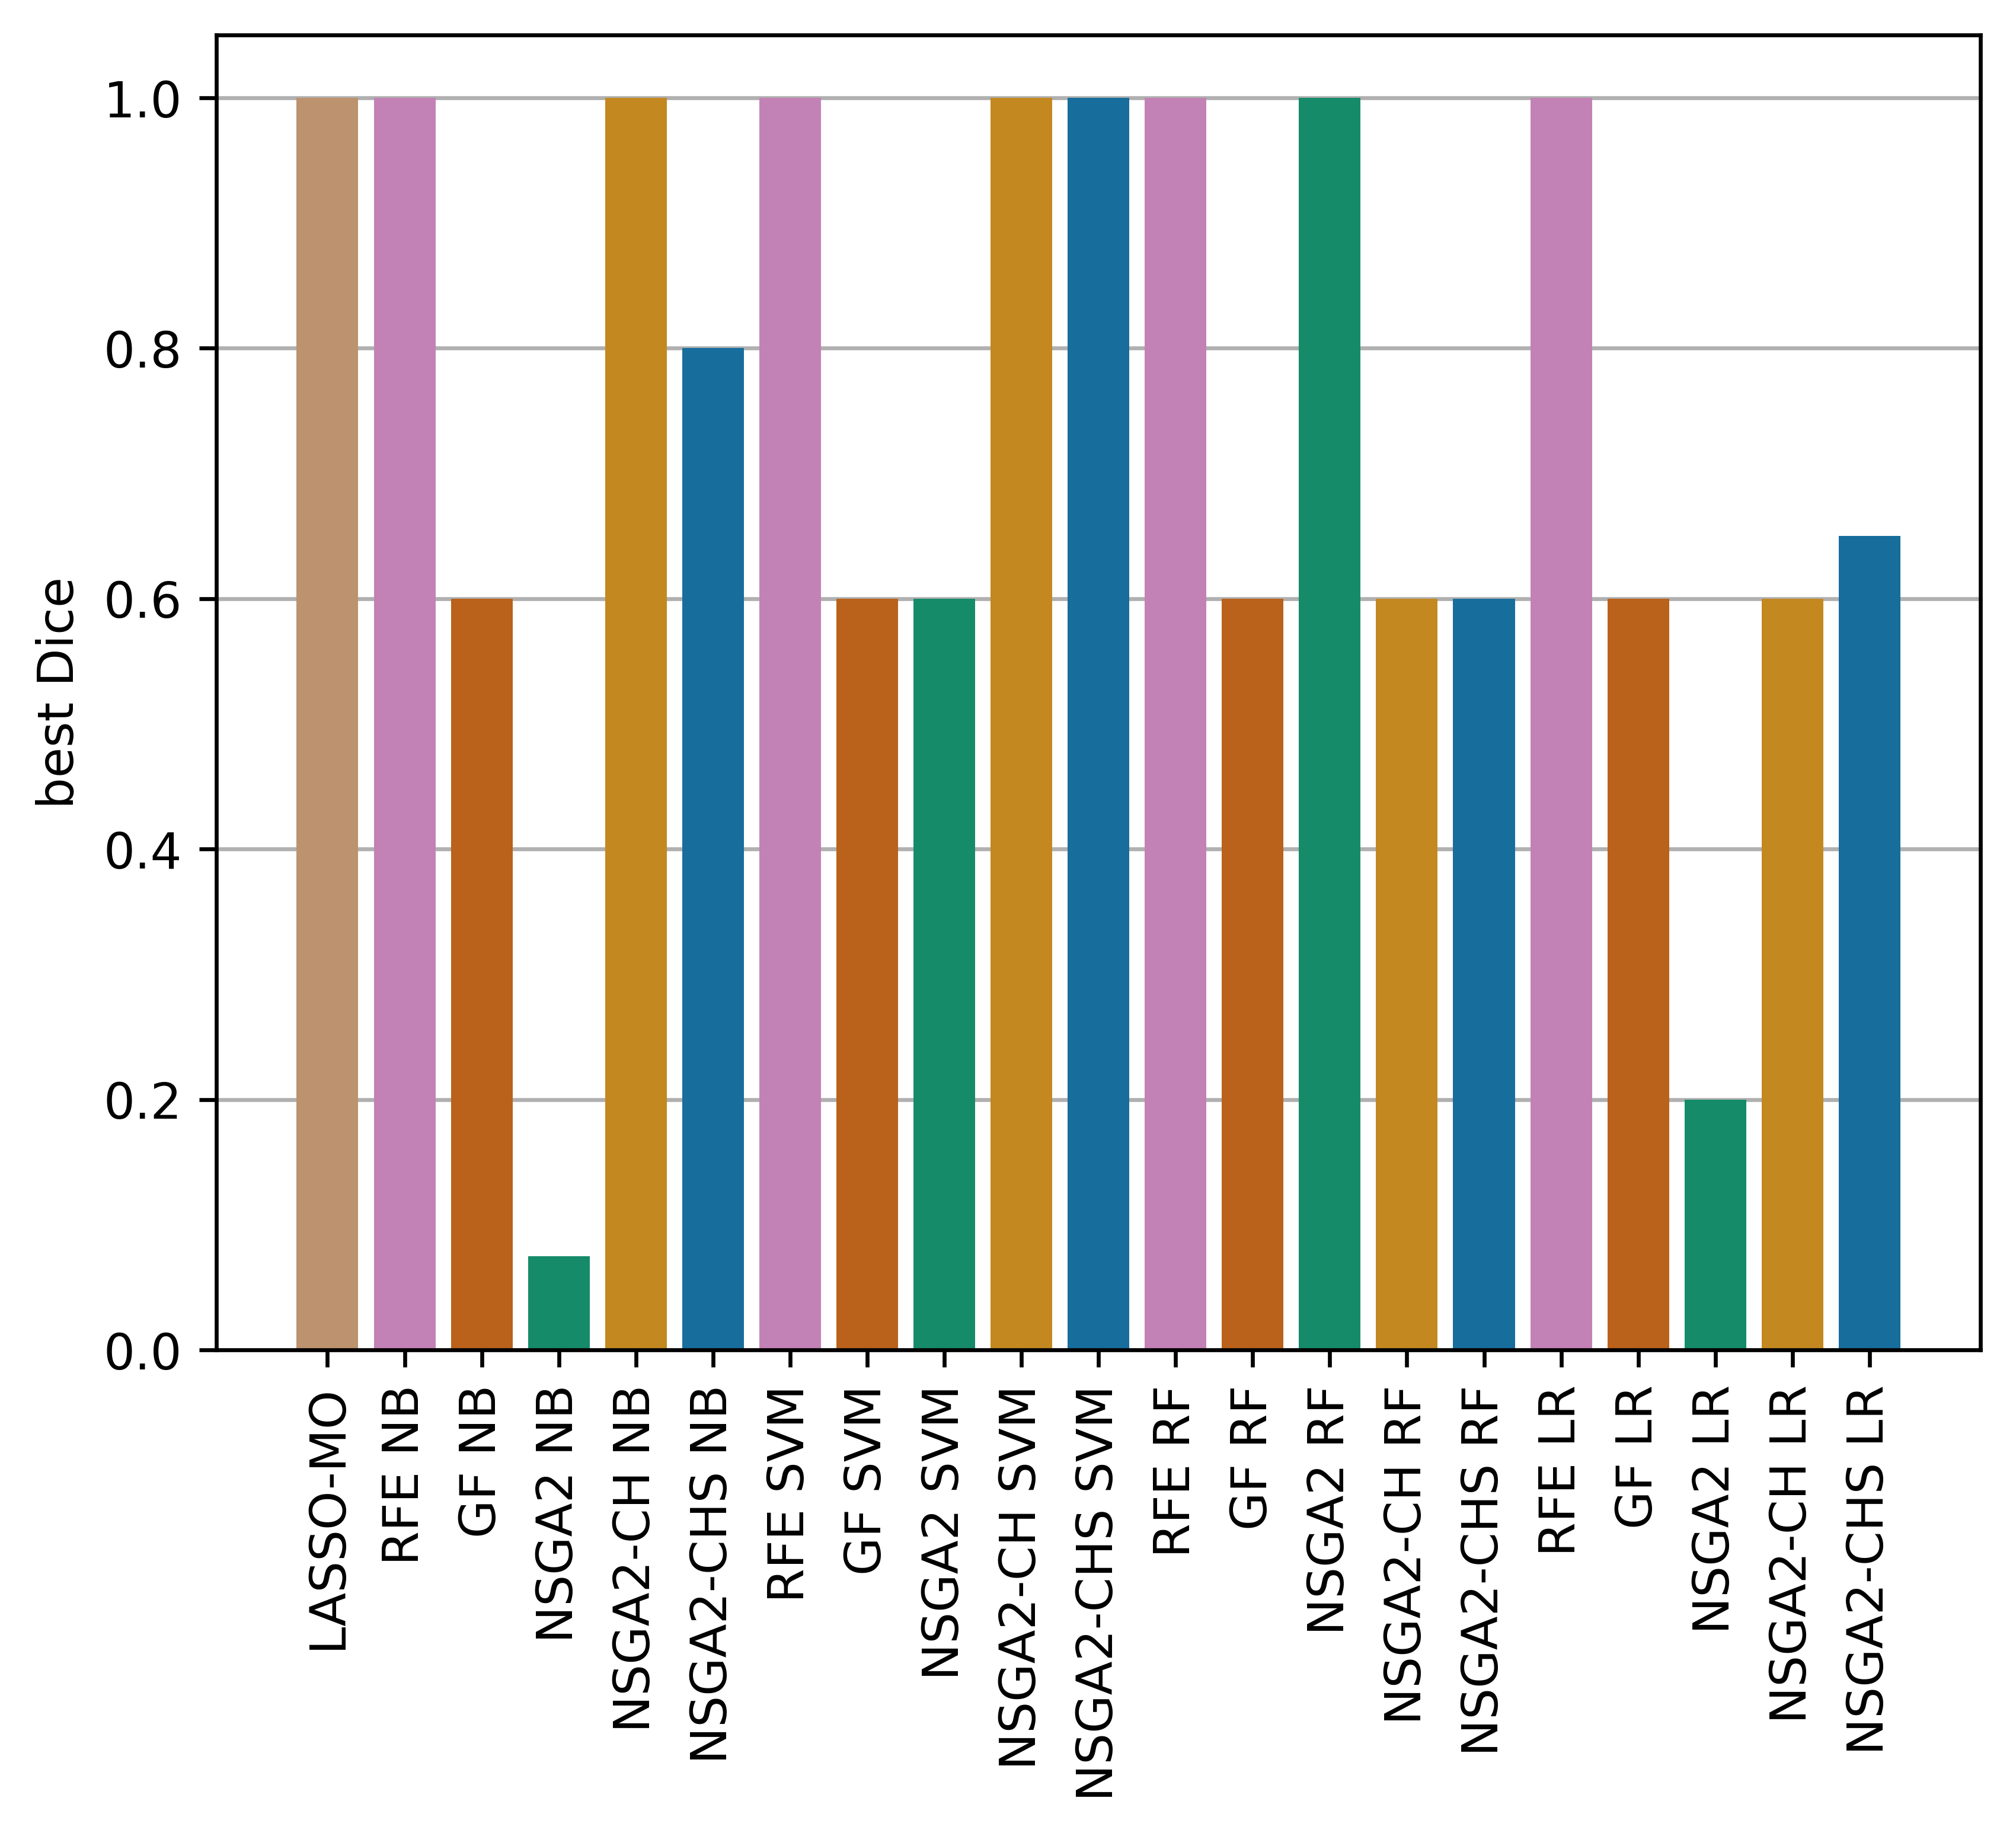 best Dice
1.0
0.8
0.6
0.4
0.2
0.0
LASSO-MO
RFE NB
GF NB
NSGA2 NB
NSGA2-CH NB
NSGA2-CHS NB
RFE SVM
GF SVM
NSGA2 SVM
NSGA2-CH SVM
NSGA2-CHS SVM
RFE RF
GF RF
NSGA2 RF
NSGA2-CH RF
NSGA2-CHS RF
RFE LR
GF LR
NSGA2 LR
NSGA2-CH LR
NSGA2-CHS LR